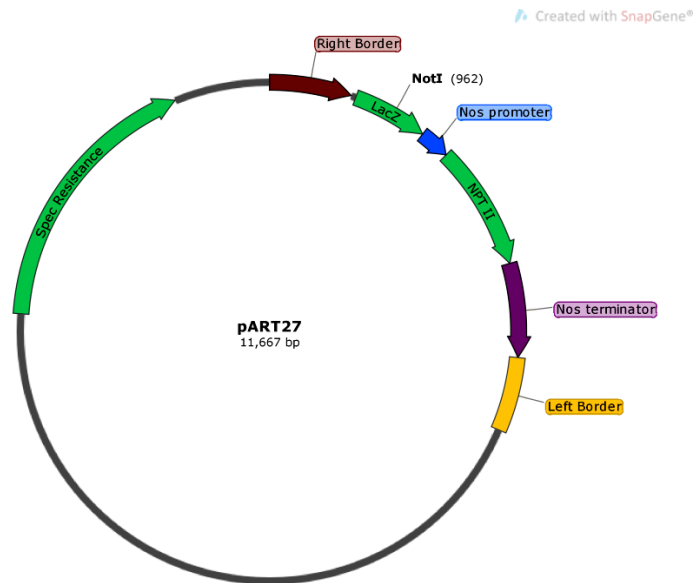 Created with SnapGene®
Right Border
NotI (962)
LacZ
Nos promoter
NPT II
Spec Resistance
Nos terminator
pART27
11,667 bp
Left Border